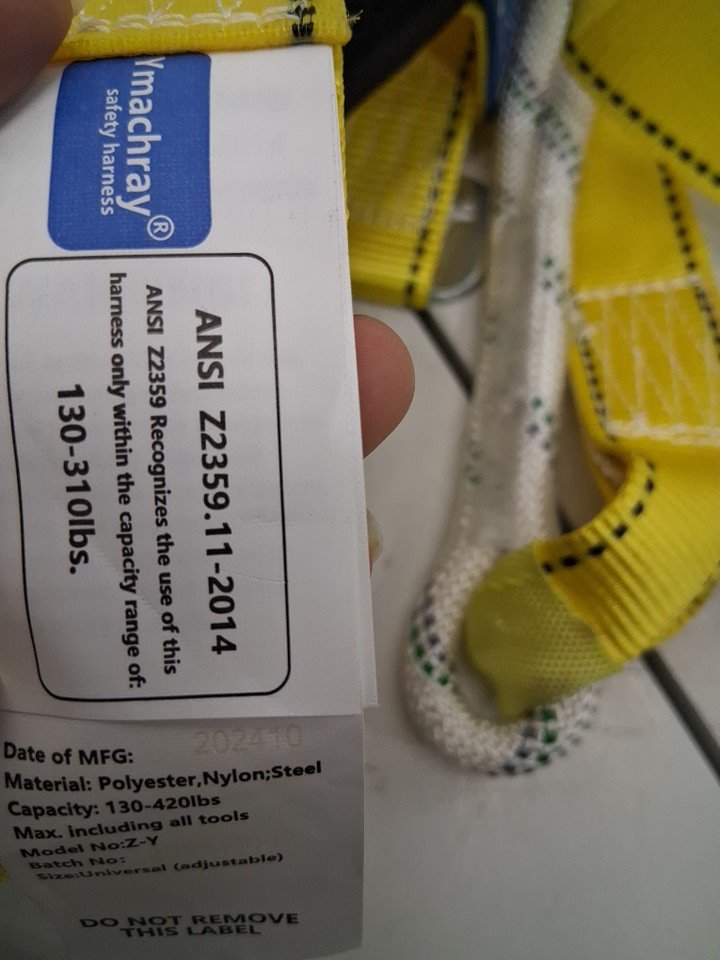 Ymachray®
safety harness
ANSI Z2359.11-2014
ANSI Z2359 Recognizes the use of this
harness only within the capacity range of:
130-310lbs.
Date of MFG: 202410
Material: Polyester,Nylon;Steel
Capacity: 130-420lbs
Max. including all tools
Model No:Z-Y
Batch No:
Size:Universal (adjustable)
DO NOT REMOVE
THIS LABEL